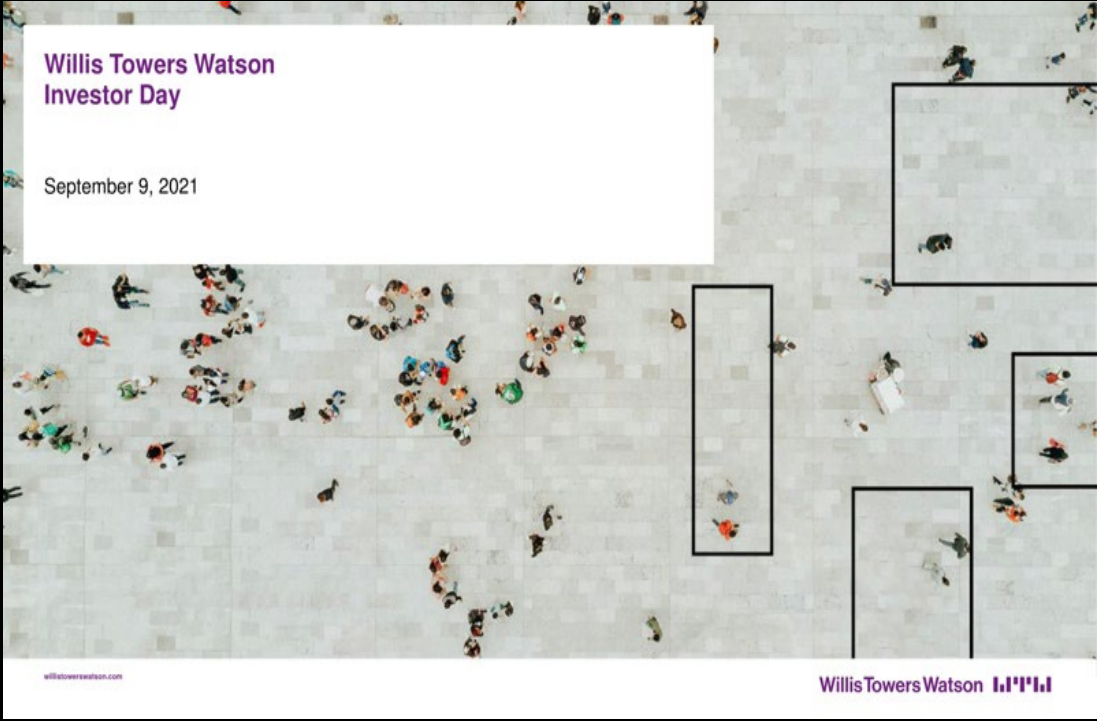 Willis Towers Watson
Investor Day
September 9, 2021
willistowerswatson.com
Willis Towers Watson